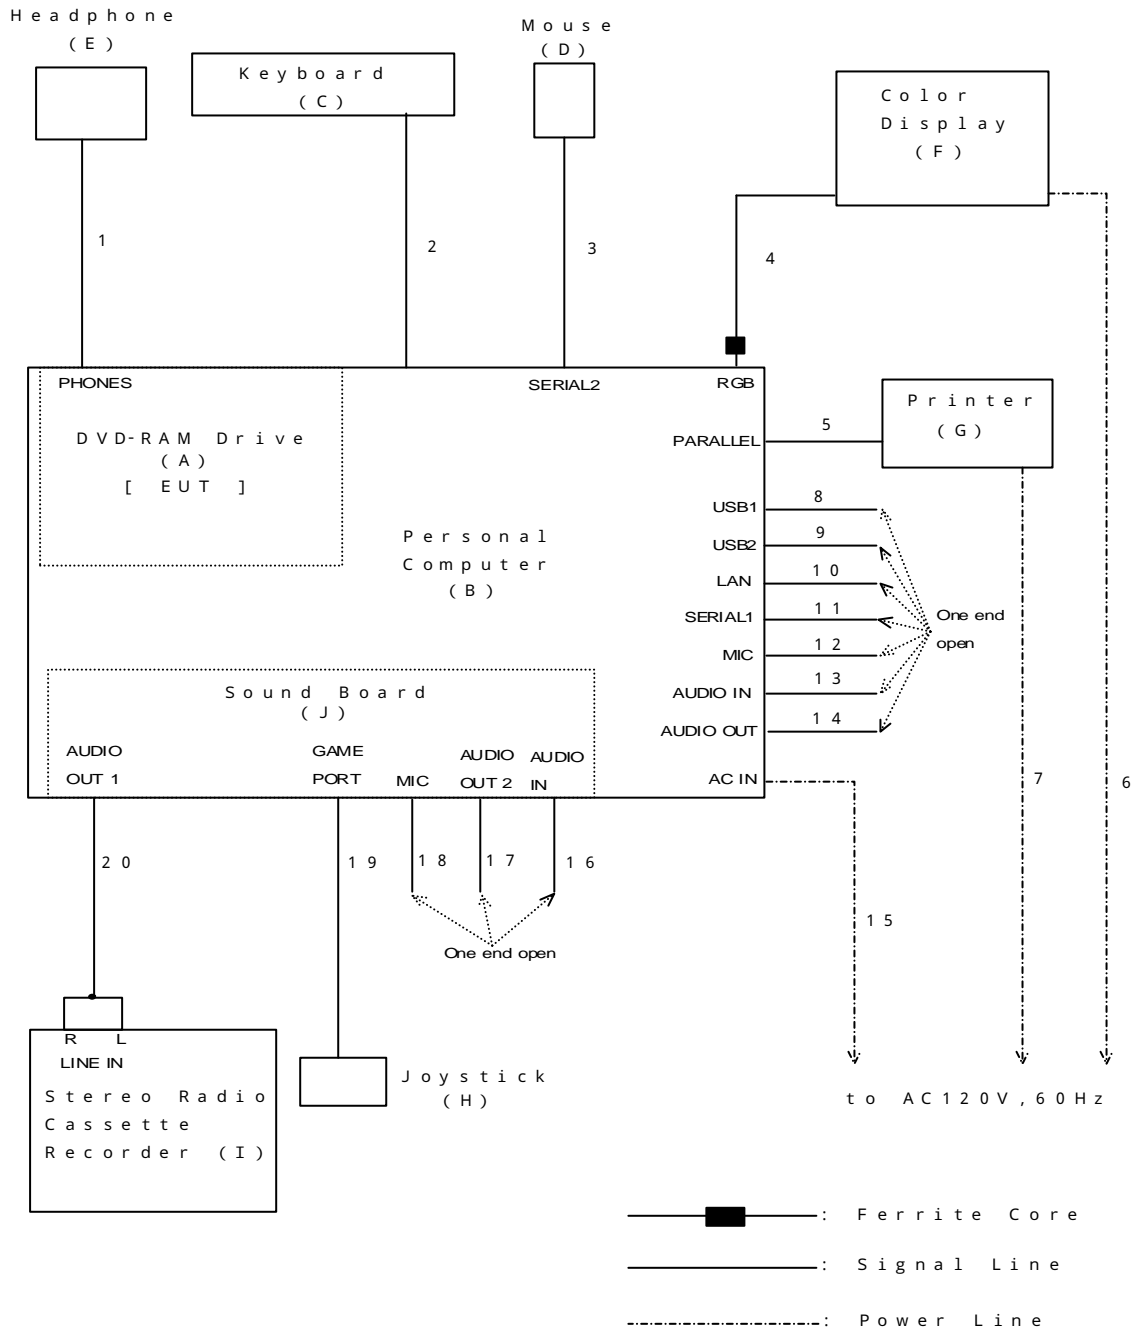 Headphone
(E)
Mouse
(D)
Keyboard
(C)
Color
Display
(F)
1
2
3
4
PHONES
SERIAL2
RGB
DVD-RAM Drive
(A)
[ EUT ]
Printer
(G)
PARALLEL
5
USB1
8
USB2
9
LAN
10
SERIAL1
11
MIC
12
AUDIO IN
13
AUDIO OUT
14
One end
open
Personal
Computer
(B)
Sound Board
(J)
AUDIO
OUT 1
GAME
PORT
MIC
AUDIO
OUT 2
AUDIO
IN
AC IN
7
6
20
19
18
17
16
15
One end open
R L
LINE IN
Stereo Radio
Cassette
Recorder (I)
Joystick
(H)
to AC120V,60Hz
: Ferrite Core
: Signal Line
: Power Line